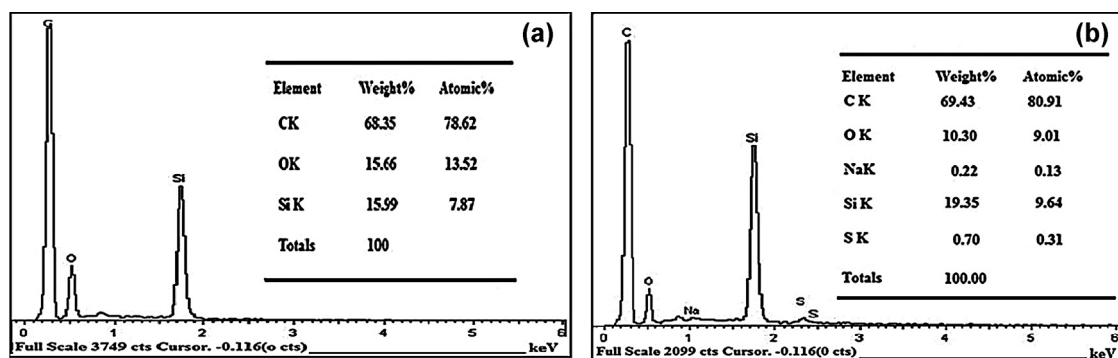 C
(a)
Element Weight% Atomic%
CK 68.35 78.62
OK 15.66 13.52
Si K 15.99 7.87
Totals 100
Si
O
0 1 2 3 4 5 6
Full Scale 3749 cts Cursor. -0.116(o cts) keV
C
(b)
Element Weight% Atomic%
C K 69.43 80.91
O K 10.30 9.01
NaK 0.22 0.13
Si K 19.35 9.64
S K 0.70 0.31
Totals 100.00
Si
O
Na
S
S
0 1 2 3 4 5 6
Full Scale 2099 cts Cursor. -0.116(0 cts) keV